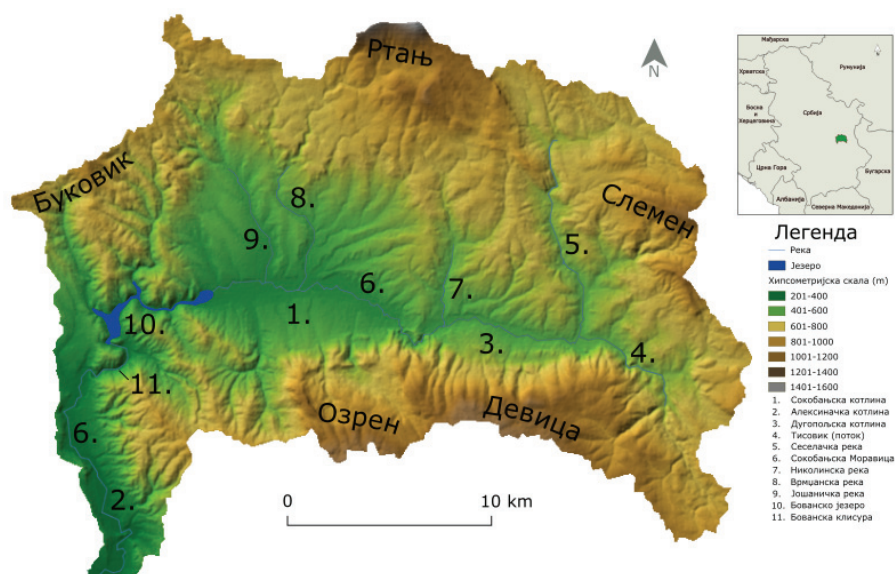 Ртањ
N
Буковик
Слемен
8.
9.
5.
6.
7.
10.
1.
3.
4.
11.
Озрен
Девица
6.
2.
0
10 km
Мађарска
Хрватска
Румунија
Босна
и
Херцеговина
Србија
Црна Гора
Бугарска
Албанија
Северна Македонија
Легенда
Река
Језеро
Хипсометријска скала (m)
201-400
401-600
601-800
801-1000
1001-1200
1201-1400
1401-1600
1. Сокобањска котлина
2. Алексиначка котлина
3. Дугопољска котлина
4. Тисовик (поток)
5. Сеселачка река
6. Сокобањска Моравица
7. Николинска река
8. Врмџанска река
9. Јошаничка река
10. Бованско језеро
11. Бованска клисура